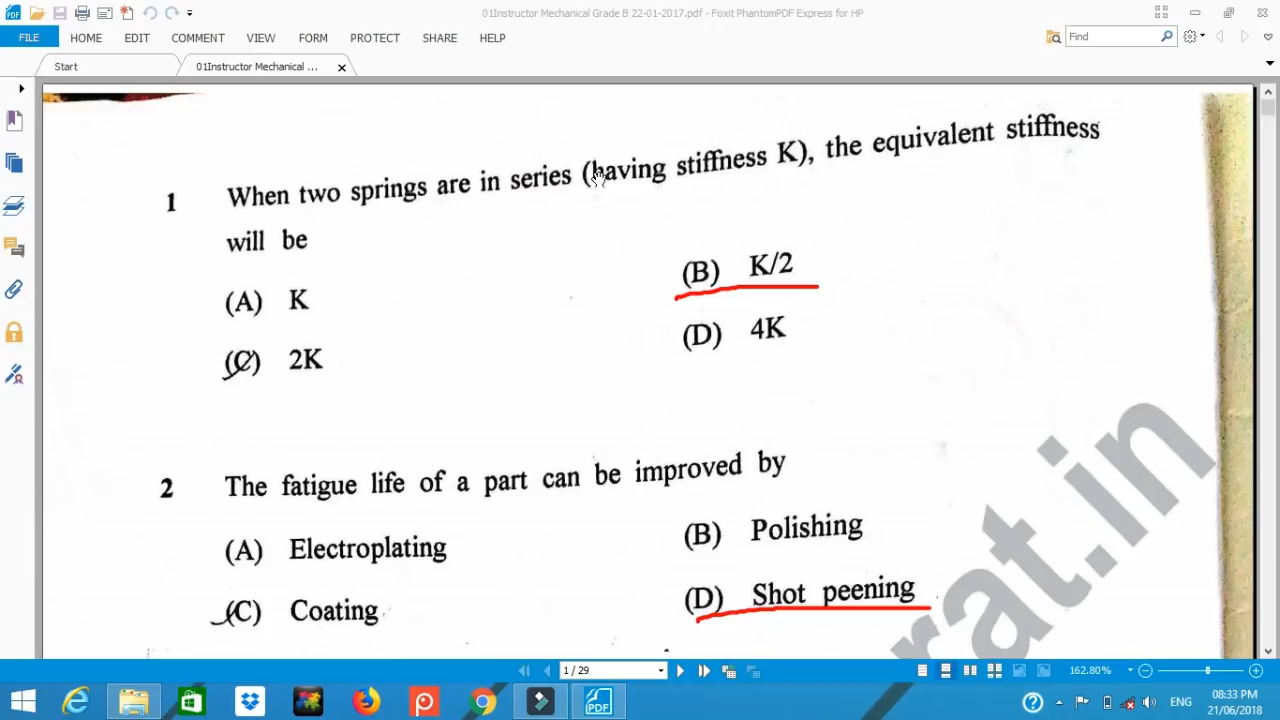 01Instructor Mechanical Grade B 22-01-2017.pdf - Foxit PhantomPDF Express for HP
FILE HOME EDIT COMMENT VIEW FORM PROTECT SHARE HELP
Find
Start
01Instructor Mechanical ...
1 When two springs are in series (having stiffness K), the equivalent stiffness
will be
(A) K
(B) K/2
(C) 2K
(D) 4K
2 The fatigue life of a part can be improved by
(A) Electroplating
(B) Polishing
(C) Coating
(D) Shot peening
rat.in
1 / 29
162.80%
PDF
ENG
08:33 PM
21/06/2018